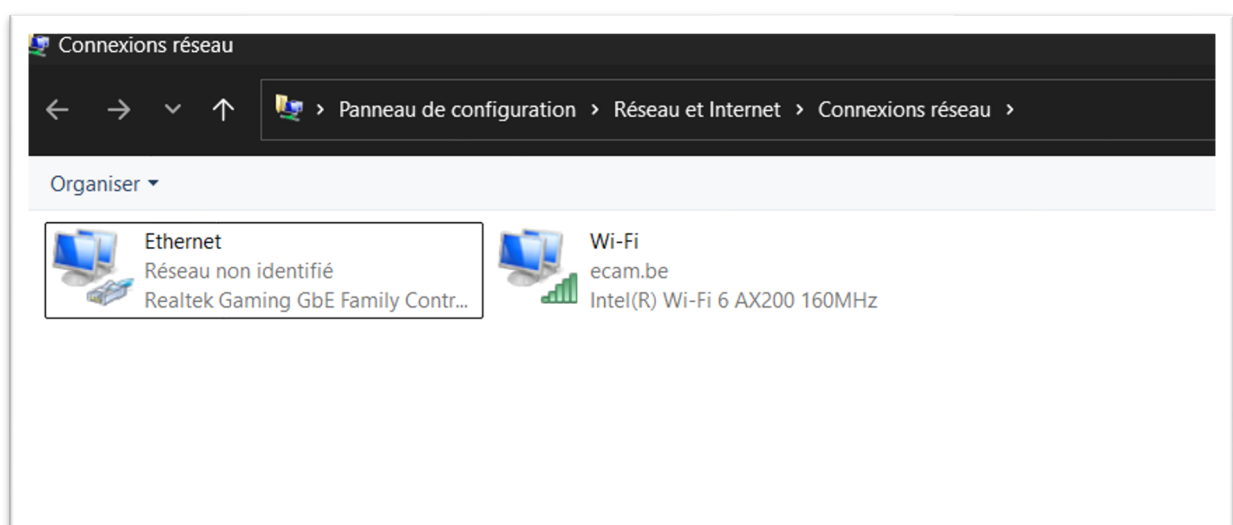 Connexions réseau
Panneau de configuration > Réseau et Internet > Connexions réseau >
Organiser
Ethernet
Réseau non identifié
Realtek Gaming GbE Family Contr...
Wi-Fi
ecam.be
Intel(R) Wi-Fi 6 AX200 160MHz